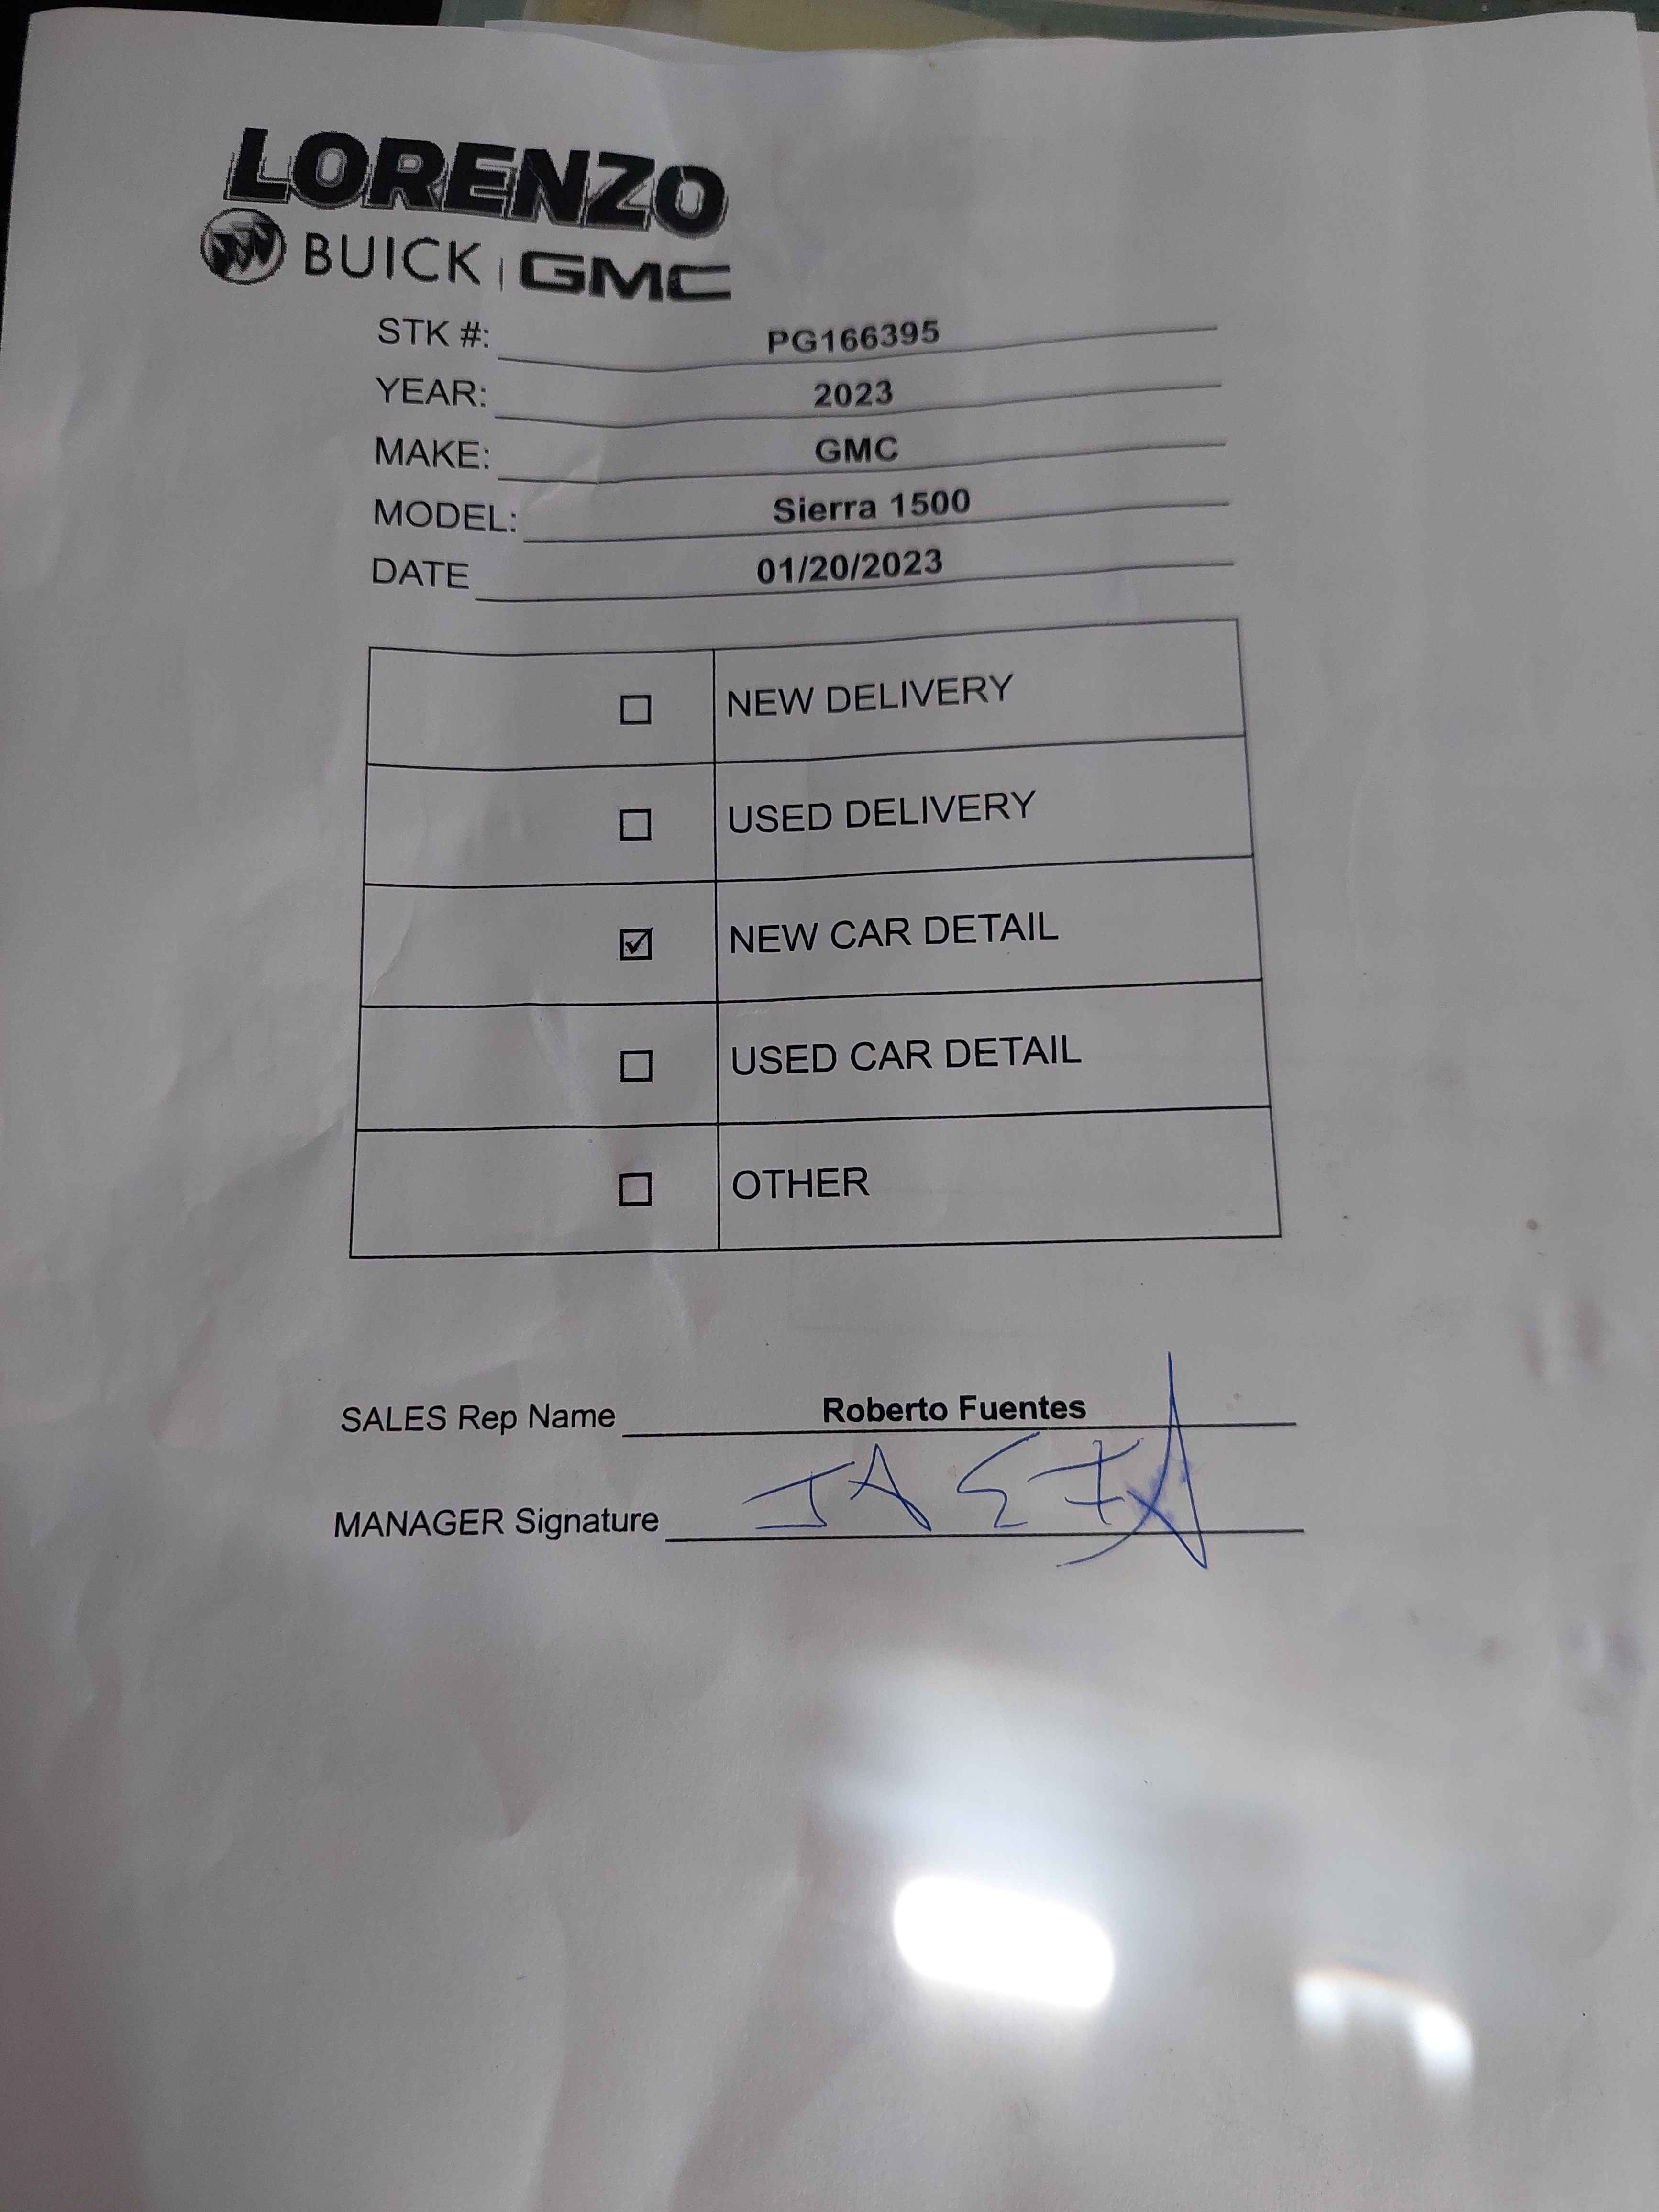 LORENZO
BUICK | GMC
STK #: PG166395
YEAR: 2023
MAKE: GMC
MODEL: Sierra 1500
DATE 01/20/2023
☐ NEW DELIVERY
☐ USED DELIVERY
☑ NEW CAR DETAIL
☐ USED CAR DETAIL
☐ OTHER
SALES Rep Name Roberto Fuentes
MANAGER Signature